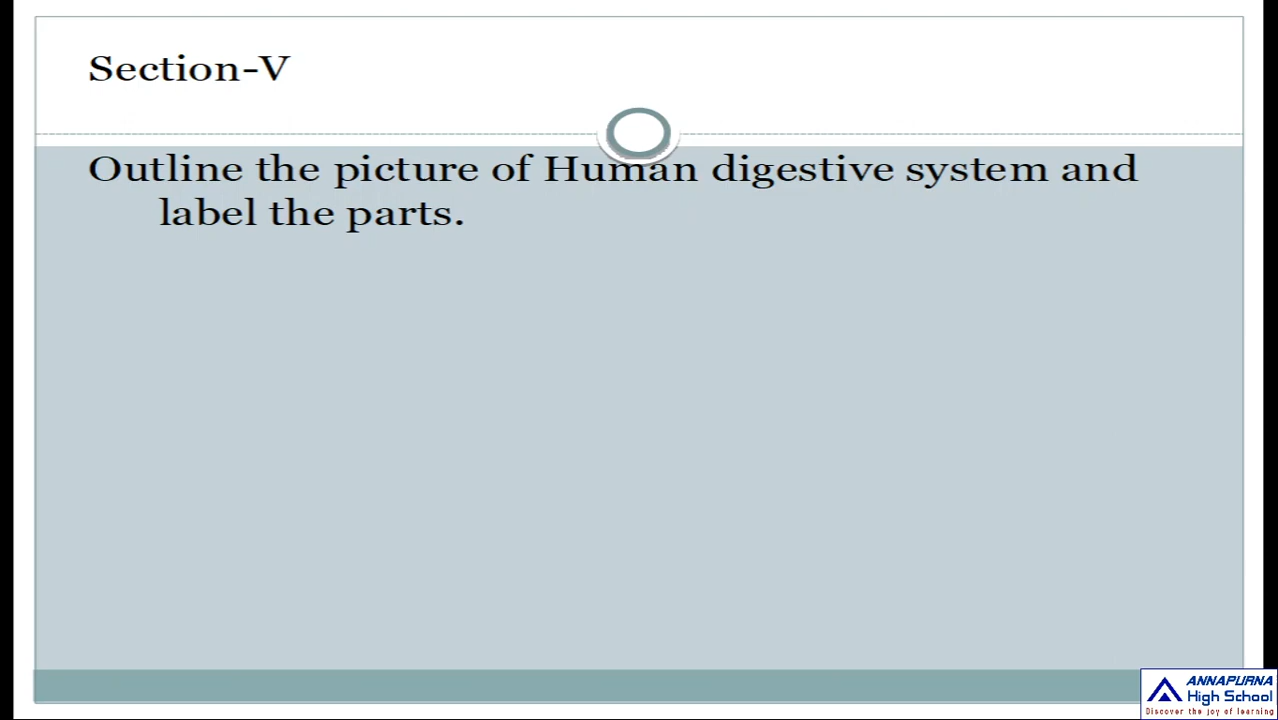 Section-V
Outline the picture of Human digestive system and
label the parts.
ANNAPURNA
High School
Discover the joy of learning